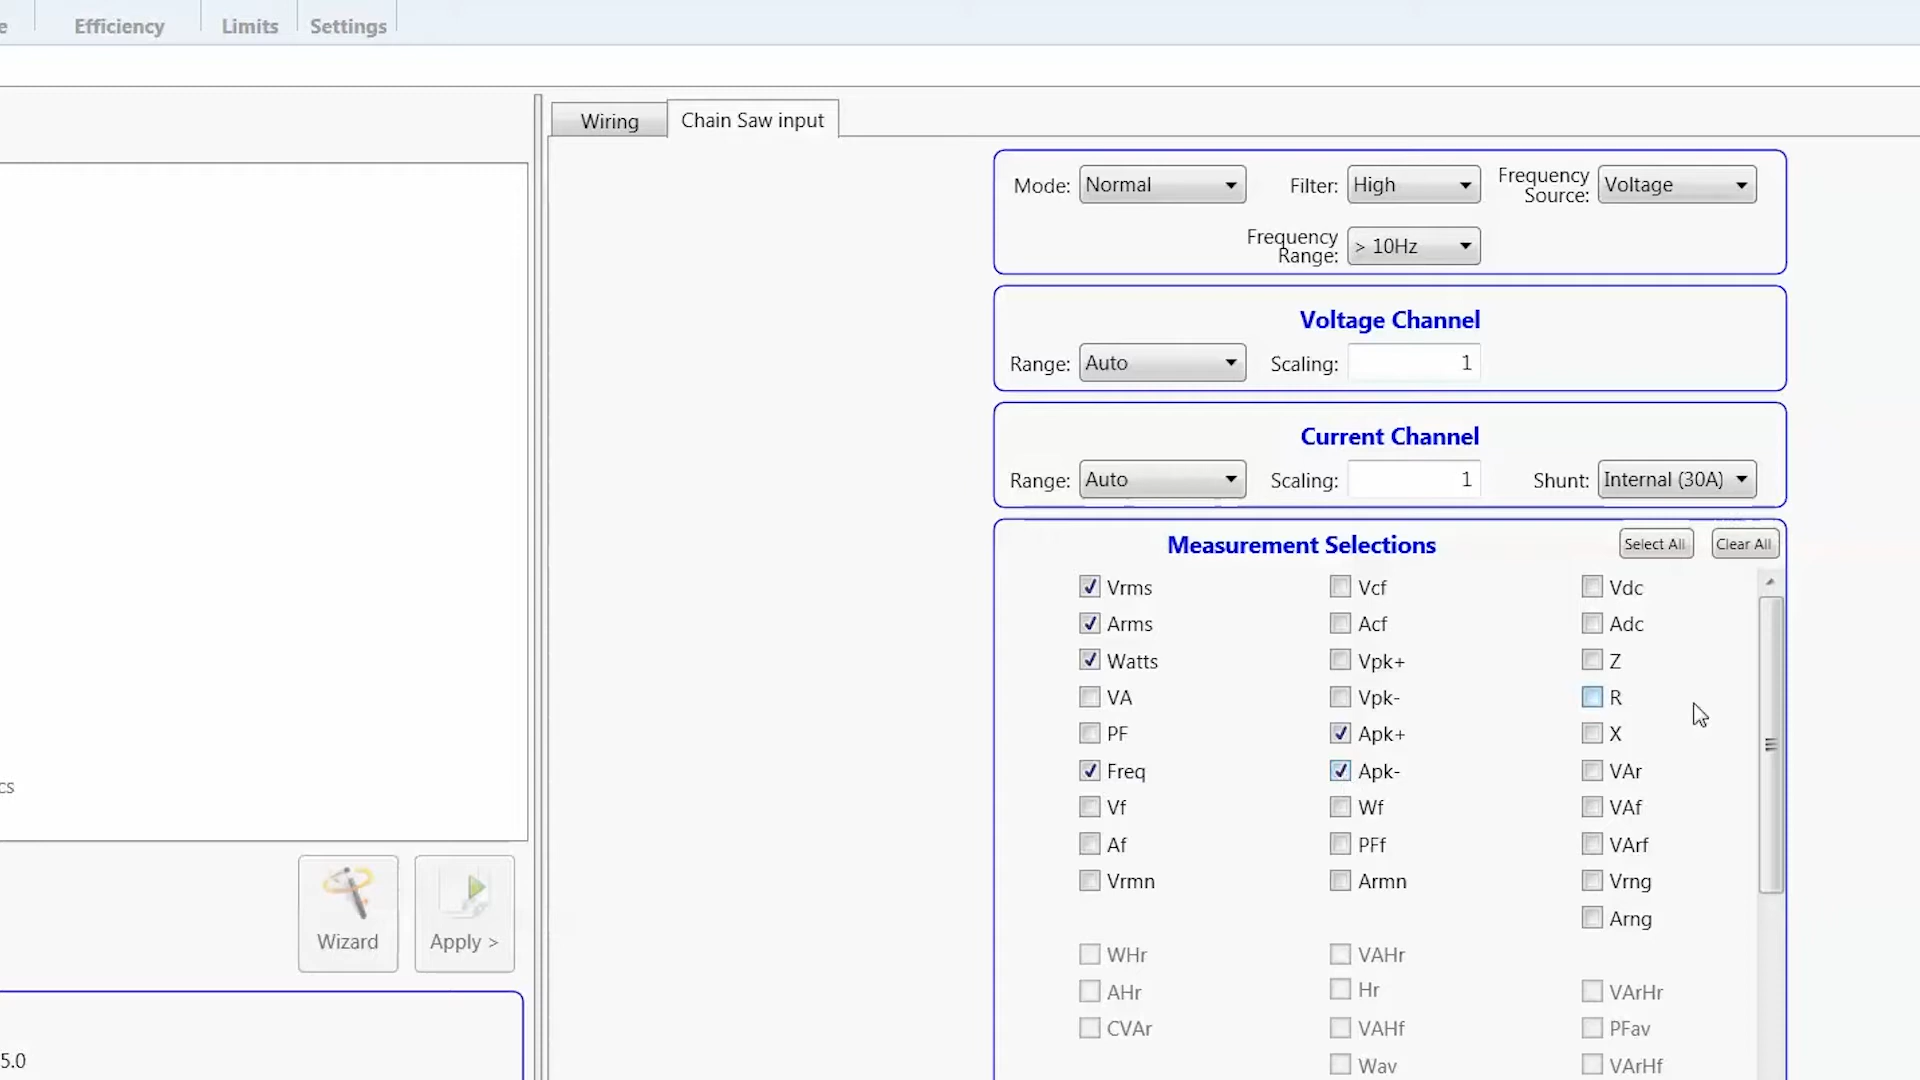 e Efficiency Limits Settings
Wiring Chain Saw input
Mode: Normal Filter: High Frequency Source: Voltage
Frequency Range: > 10Hz
Voltage Channel
Range: Auto Scaling: 1
Current Channel
Range: Auto Scaling: 1 Shunt: Internal (30A)
Measurement Selections Select All Clear All
Vrms Vcf Vdc
Arms Acf Adc
Watts Vpk+ Z
VA Vpk- R
PF Apk+ X
Freq Apk- VAr
Vf Wf VAf
Af PFf VArf
Vrmn Armn Vrng
Arng
WHr VAHr
AHr Hr VArHr
CVAr VAHf PFav
Wav VArHf
cs
Wizard Apply >
5.0